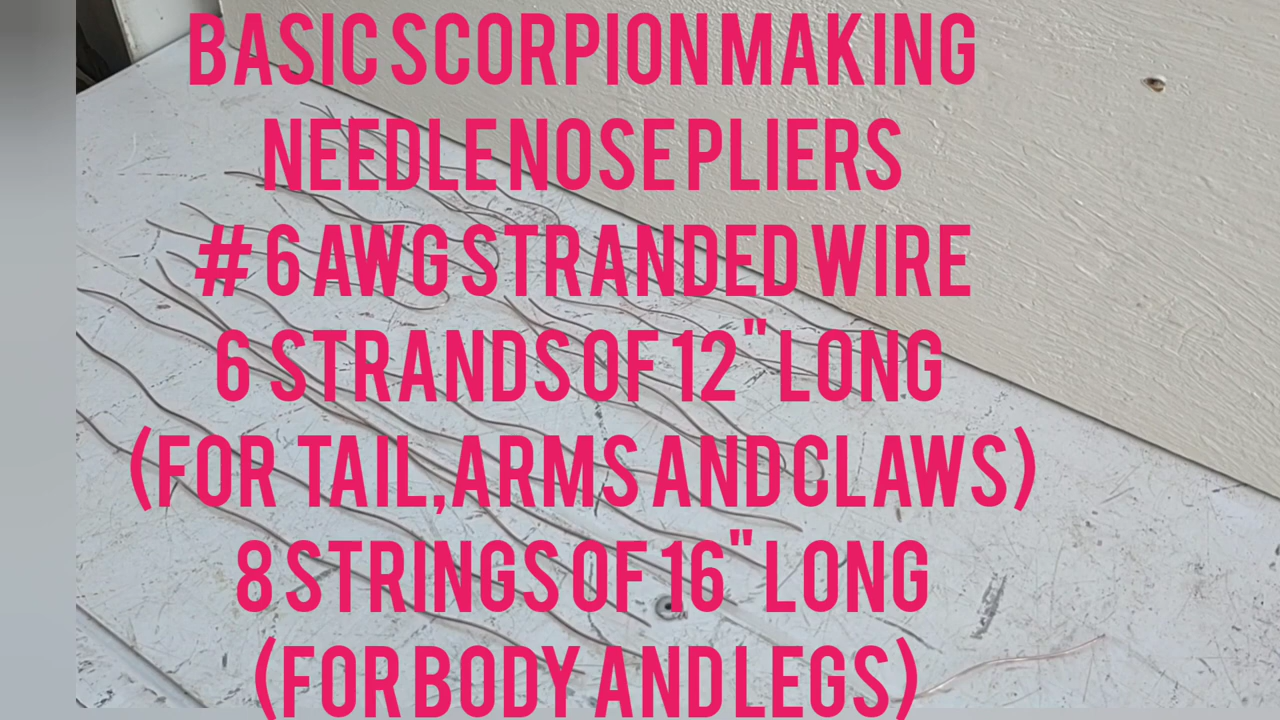 BASIC SCORPION MAKING
NEEDLE NOSE PLIERS
# 6 AWG STRANDED WIRE
6 STRANDS OF 12" LONG
(FOR TAIL, ARMS AND CLAWS)
8 STRINGS OF 16" LONG
(FOR BODY AND LEGS)